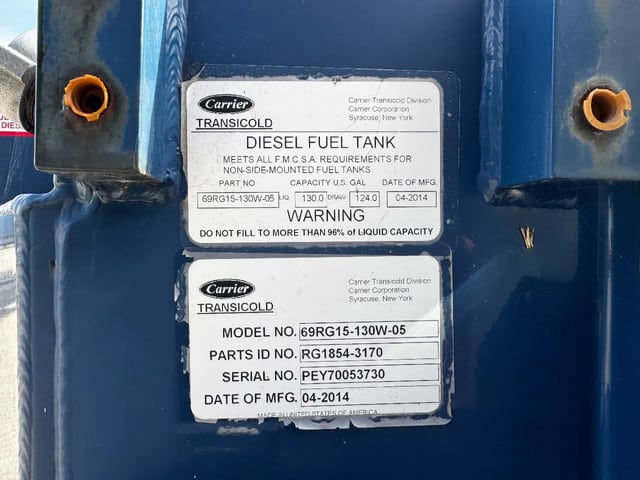 DIES
Carrier
TRANSICOLD
Carrier Transicold Division
Carrier Corporation
Syracuse, New York
DIESEL FUEL TANK
MEETS ALL F.M.C.S.A. REQUIREMENTS FOR
NON-SIDE-MOUNTED FUEL TANKS
PART NO CAPACITY U.S. GAL DATE OF MFG.
69RG15-130W-05 LIQ. 130.0 DRAW 124.0 04-2014
WARNING
DO NOT FILL TO MORE THAN 96% of LIQUID CAPACITY
Carrier
TRANSICOLD
Carrier Transicold Division
Carrier Corporation
Syracuse, New York
MODEL NO. 69RG15-130W-05
PARTS ID NO. RG1854-3170
SERIAL NO. PEY70053730
DATE OF MFG. 04-2014
MADE IN UNITED STATES OF AMERICA